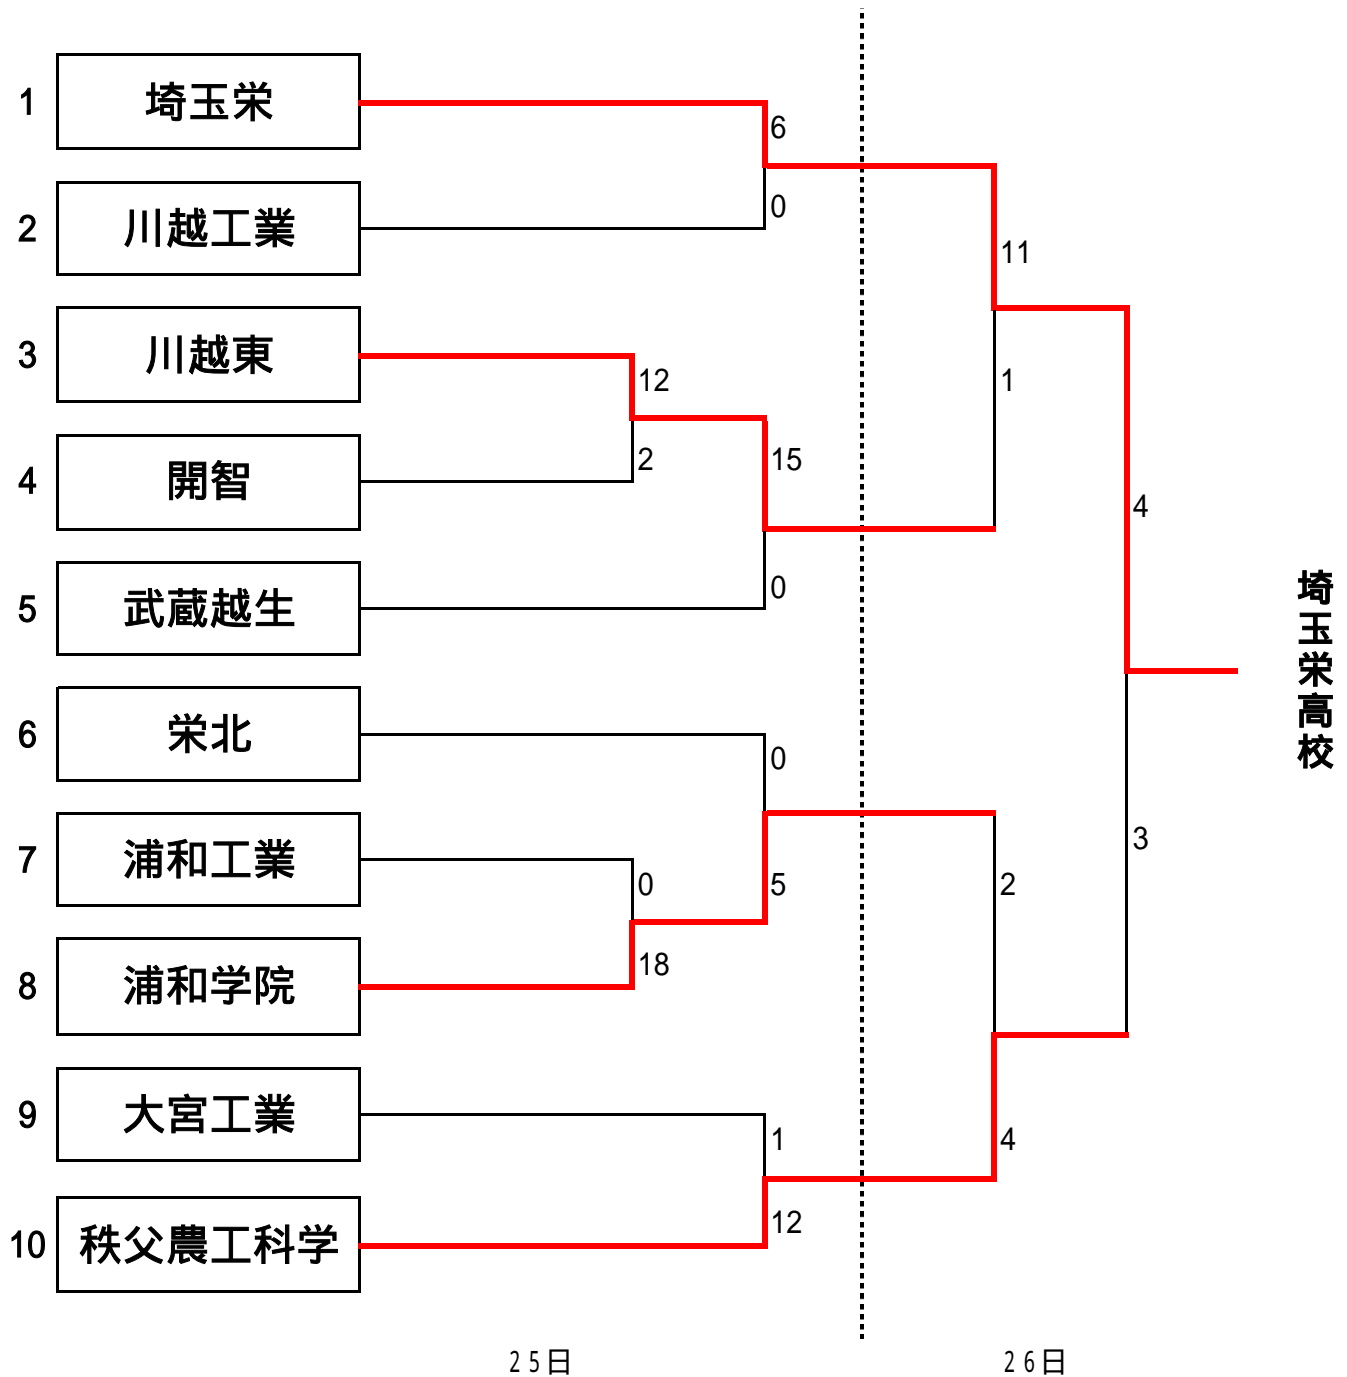 1 埼玉栄
6
2 川越工業
0
11
3 川越東
12
1
4 開智
2
15
4
5 武蔵越生
0
埼玉栄高校
6 栄北
0
3
7 浦和工業
0
5
2
8 浦和学院
18
9 大宮工業
1
4
10 秩父農工科学
12
25日
26日